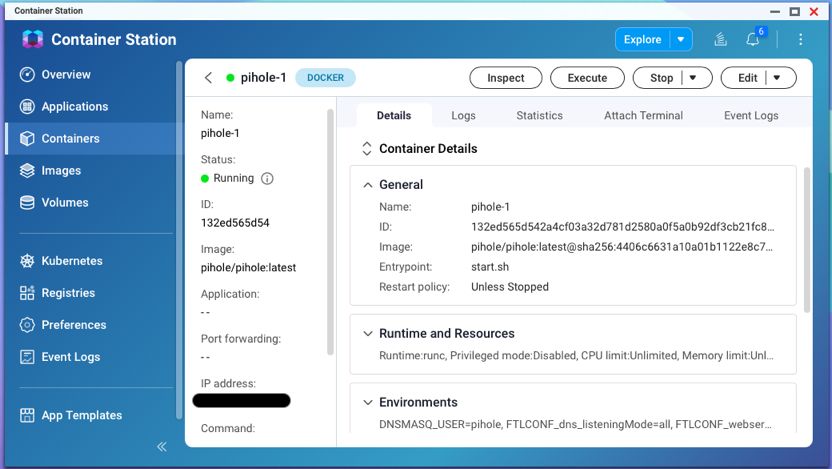 Container Station
Container Station
Explore
6
Overview
Applications
Containers
Images
Volumes
Kubernetes
Registries
Preferences
Event Logs
App Templates
pihole-1
DOCKER
Inspect
Execute
Stop
Edit
Name:
pihole-1
Status:
Running
ID:
132ed565d54
Image:
pihole/pihole:latest
Application:
--
Port forwarding:
--
IP address:
Command:
Details
Logs
Statistics
Attach Terminal
Event Logs
Container Details
General
Name: pihole-1
ID: 132ed565d542a4cf03a32d781d2580a0f5a0b92df3cb21fc8...
Image: pihole/pihole:latest@sha256:4406c6631a10a01b1122e8c7...
Entrypoint: start.sh
Restart policy: Unless Stopped
Runtime and Resources
Runtime:runc, Privileged mode:Disabled, CPU limit:Unlimited, Memory limit:Unl...
Environments
DNSMASQ_USER=pihole, FTLCONF_dns_listeningMode=all, FTLCONF_webser...